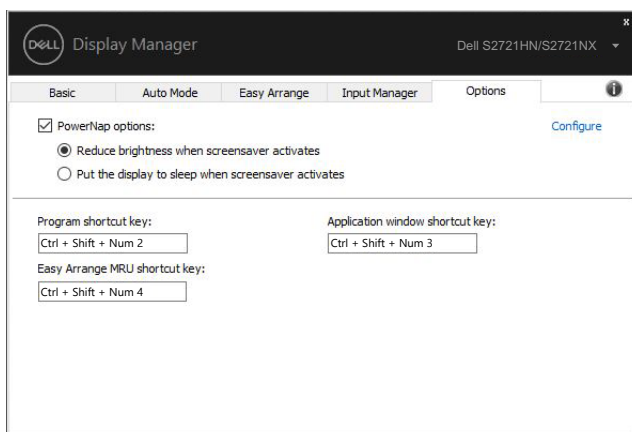 x
DELL Display Manager Dell S2721HN/S2721NX
Basic Auto Mode Easy Arrange Input Manager Options
PowerNap options: Configure
Reduce brightness when screensaver activates
Put the display to sleep when screensaver activates
Program shortcut key: Application window shortcut key:
Ctrl + Shift + Num 2 Ctrl + Shift + Num 3
Easy Arrange MRU shortcut key:
Ctrl + Shift + Num 4